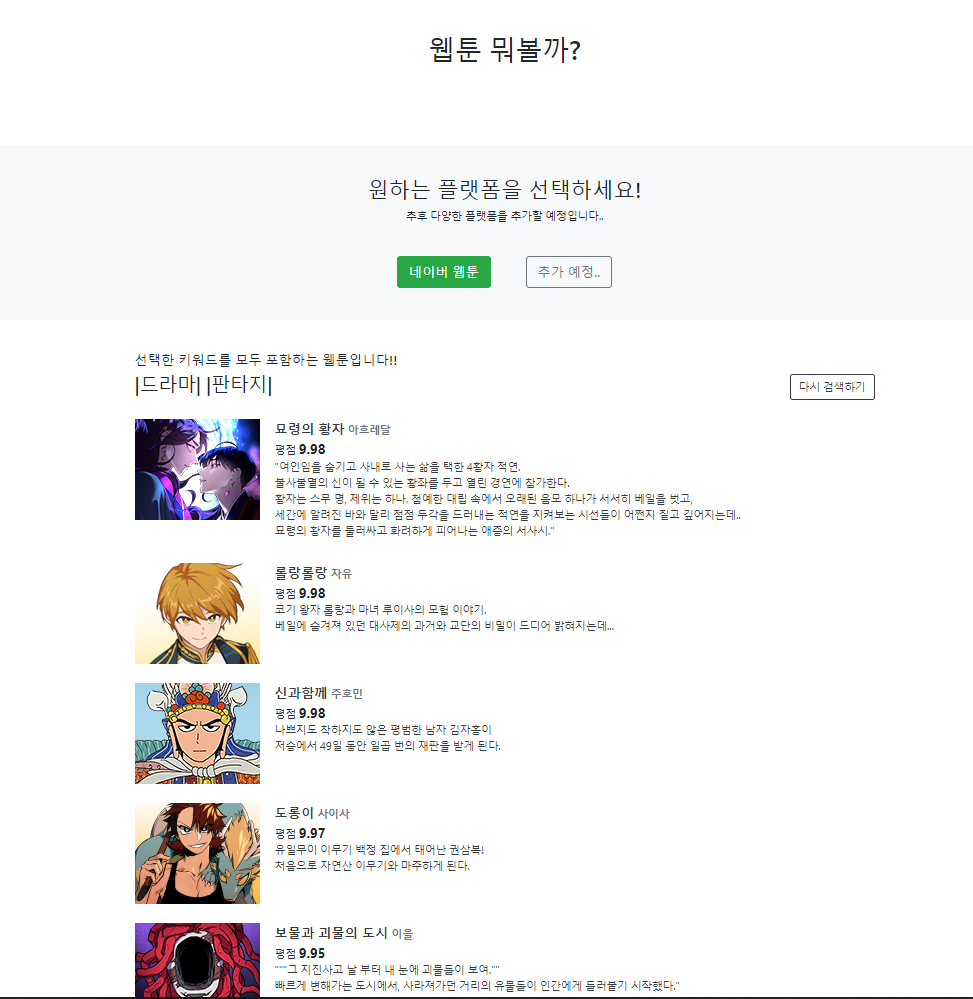 웹툰 뭐볼까?
원하는 플랫폼을 선택하세요!
추후 다양한 플랫폼을 추가할 예정입니다..
네이버 웹툰
추가 예정..
선택한 키워드를 모두 포함하는 웹툰입니다!!
|드라마| |판타지|
다시 검색하기
묘령의 황자 아흐레달
평점 9.98
"여인임을 숨기고 사내로 사는 삶을 택한 4황자 적연.
불사불멸의 신이 될 수 있는 황좌를 두고 열린 경연에 참가한다.
황자는 스무 명, 제위는 하나. 첨예한 대립 속에서 오래된 음모 하나가 서서히 베일을 벗고,
세간에 알려진 바와 달리 점점 두각을 드러내는 적연을 지켜보는 시선들이 어쩐지 짙고 깊어지는데..
묘령의 황자를 둘러싸고 화려하게 피어나는 애증의 서사시."
롤랑롤랑 자유
평점 9.98
코기 왕자 롤랑과 마녀 루이사의 모험 이야기.
베일에 숨겨져 있던 대사제의 과거와 교단의 비밀이 드디어 밝혀지는데...
신과함께 주호민
평점 9.98
나쁘지도 착하지도 않은 평범한 남자 김자홍이
저승에서 49일 동안 일곱 번의 재판을 받게 된다.
도롱이 사이사
평점 9.97
유일무이 이무기 백정 집에서 태어난 권삼복!
처음으로 자연산 이무기와 마주하게 된다.
보물과 괴물의 도시 이을
평점 9.95
"""그 지진사고 날 부터 내 눈에 괴물들이 보여.""
빠르게 변해가는 도시에서, 사라져가던 거리의 유물들이 인간에게 들러붙기 시작했다."